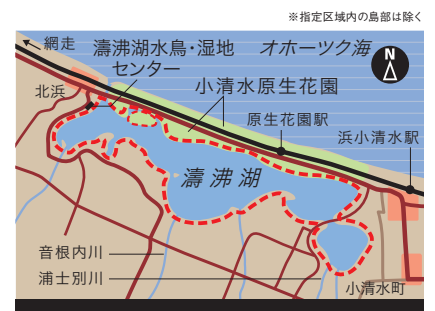 ※指定区域内の島部は除く
網走
濤沸湖水鳥・湿地
センター
オホーツク海
N
北浜
小清水原生花園
原生花園駅
浜小清水駅
濤沸湖
音根内川
浦士別川
小清水町